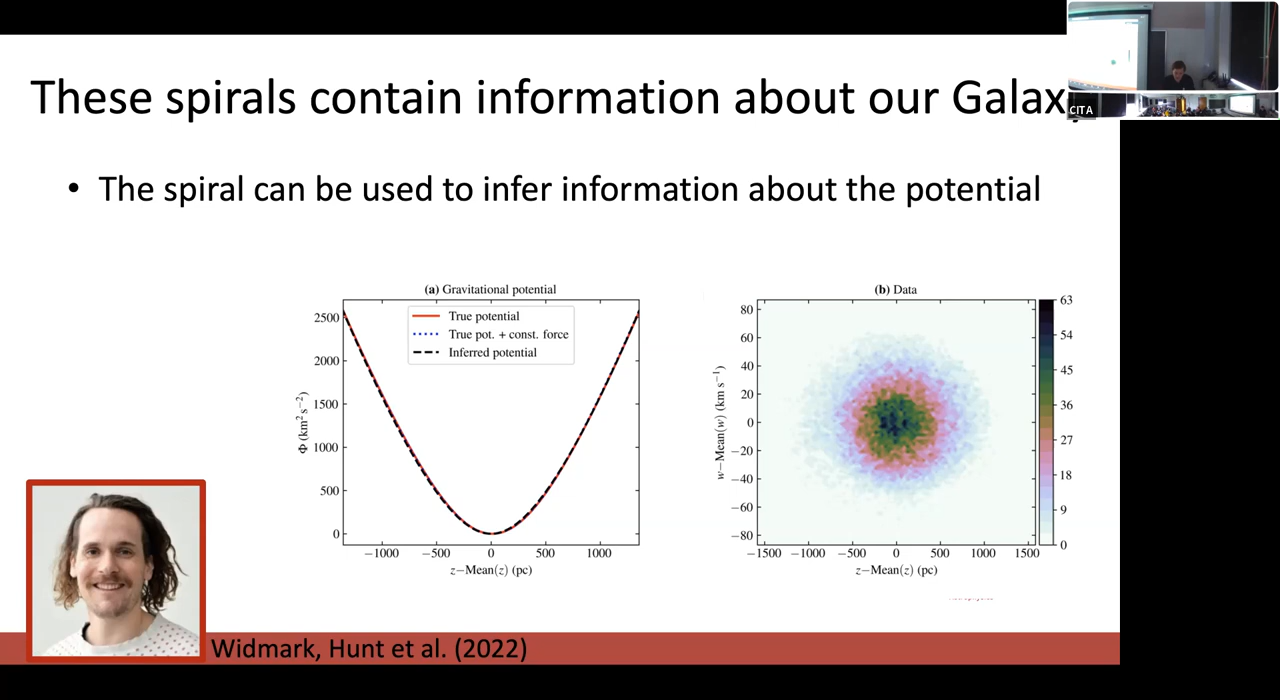 These spirals contain information about our Galax
CITA
• The spiral can be used to infer information about the potential
(a) Gravitational potential
True potential
True pot. + const. force
Inferred potential
Φ (km² s⁻²)
2500
2000
1500
1000
500
0
−1000 −500 0 500 1000
z−Mean(z) (pc)
(b) Data
w−Mean(w) (km s⁻¹)
80
60
40
20
0
−20
−40
−60
−80
−1500 −1000 −500 0 500 1000 1500
z−Mean(z) (pc)
63
54
45
36
27
18
9
0
Widmark, Hunt et al. (2022)